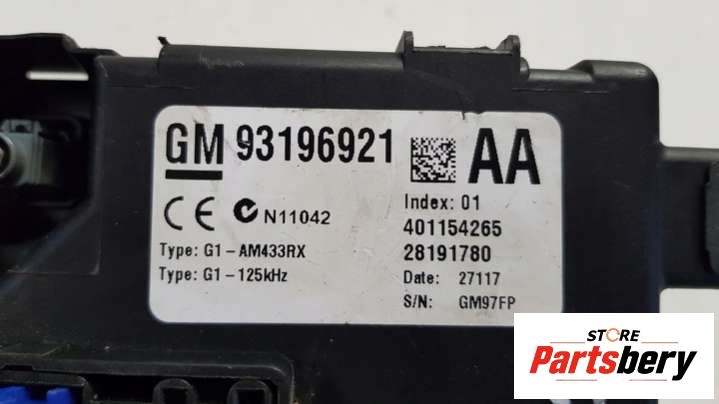 GM 93196921 AA
N11042
Index: 01
401154265
28191780
Type: G1-AM433RX
Type: G1-125kHz
Date: 27117
S/N: GM97FP
STORE
Partsbery